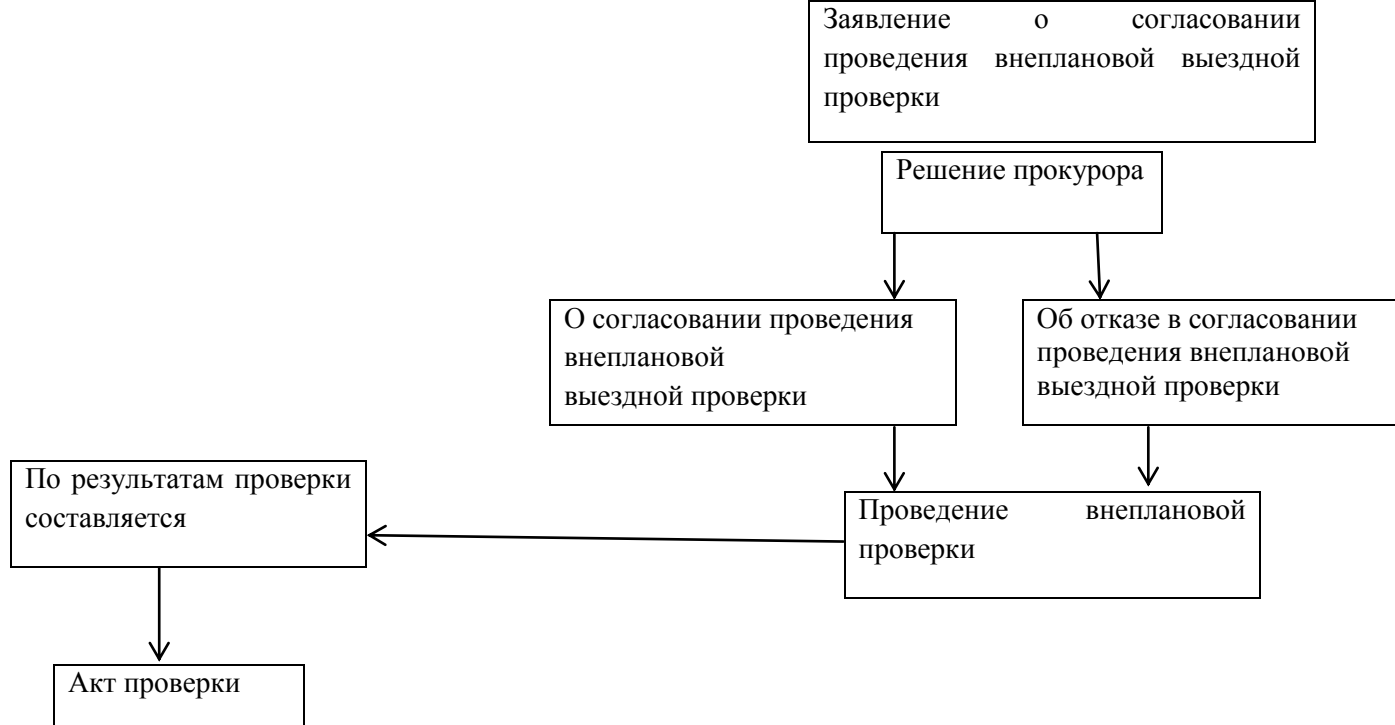 Заявление о согласовании
проведения внеплановой выездной
проверки
Решение прокурора
О согласовании проведения
внеплановой
выездной проверки
Об отказе в согласовании
проведения внеплановой
выездной проверки
По результатам проверки
составляется
Проведение внеплановой
проверки
Акт проверки